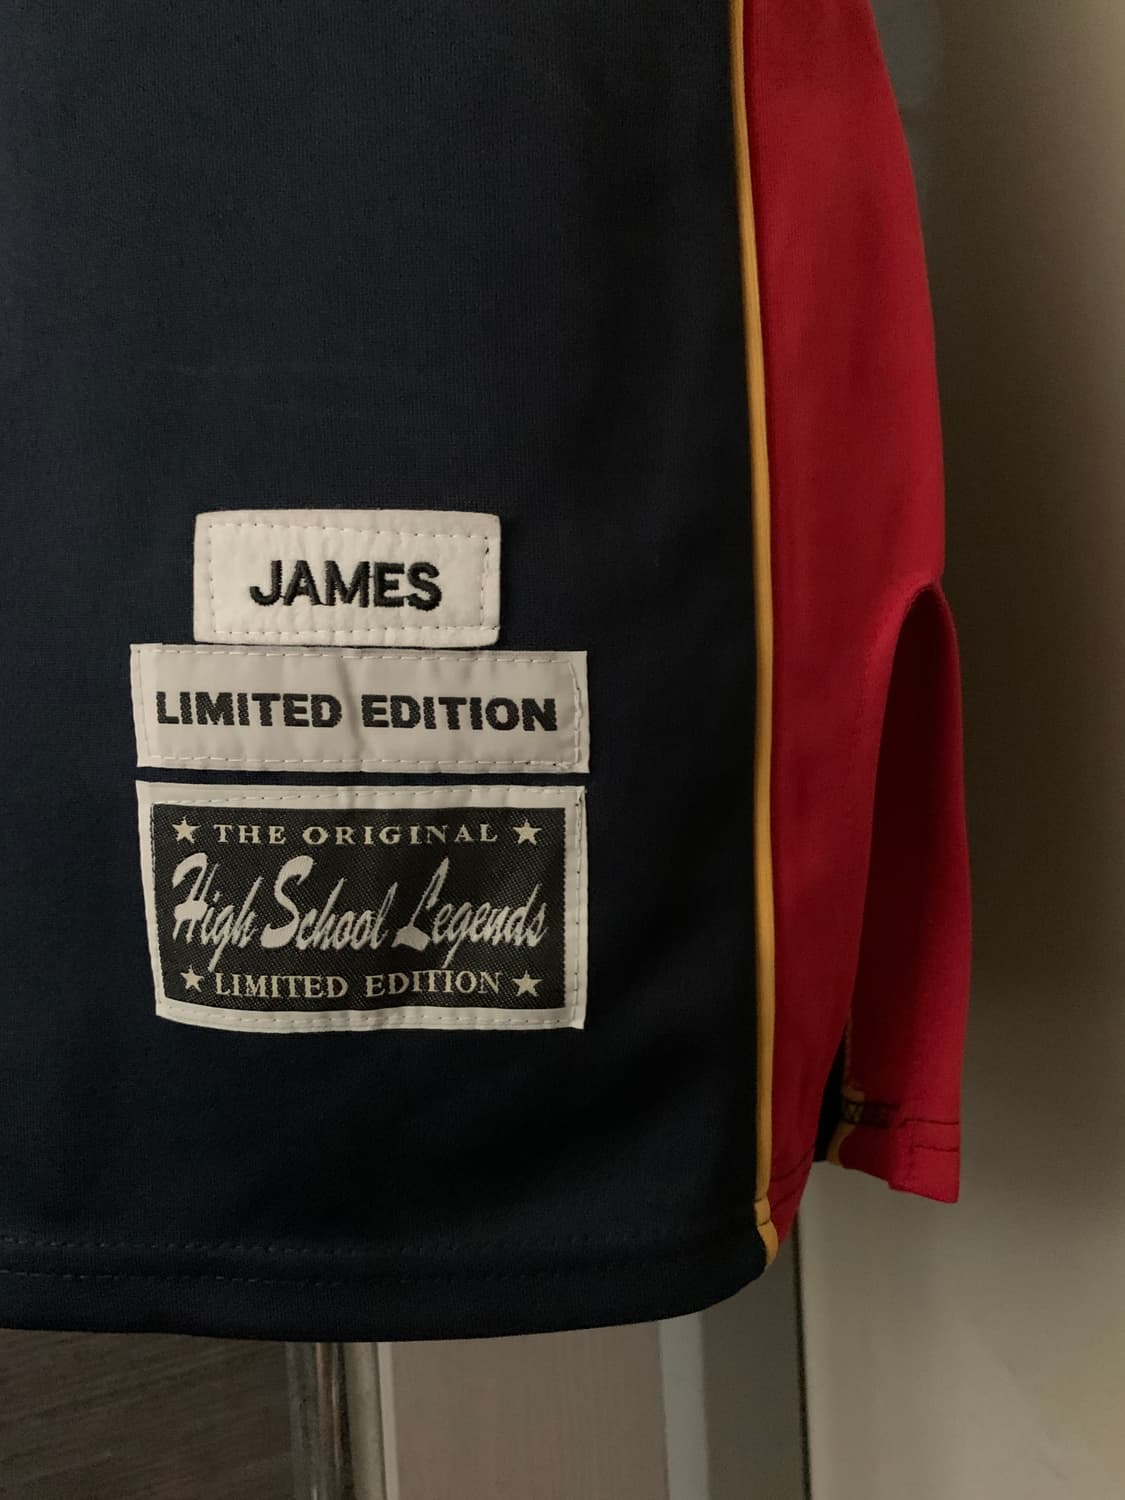 JAMES
LIMITED EDITION
★ THE ORIGINAL ★
High School Legends
★ LIMITED EDITION ★